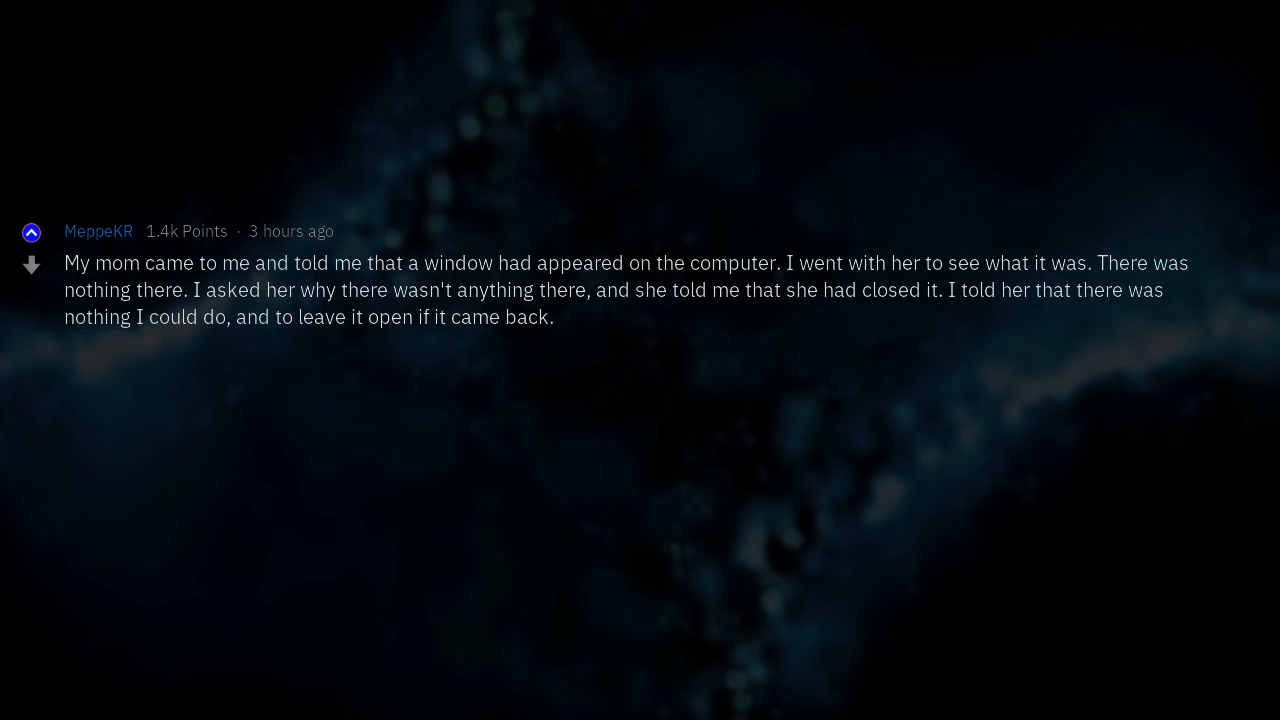 MeppeKR 1.4k Points · 3 hours ago
My mom came to me and told me that a window had appeared on the computer. I went with her to see what it was. There was
nothing there. I asked her why there wasn't anything there, and she told me that she had closed it. I told her that there was
nothing I could do, and to leave it open if it came back.